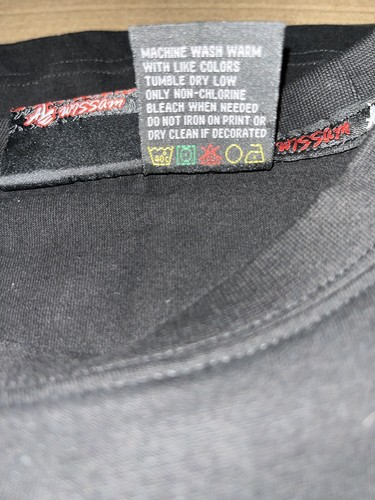 MACHINE WASH WARM
WITH LIKE COLORS
TUMBLE DRY LOW
ONLY NON-CHLORINE
BLEACH WHEN NEEDED
DO NOT IRON ON PRINT OR
DRY CLEAN IF DECORATED